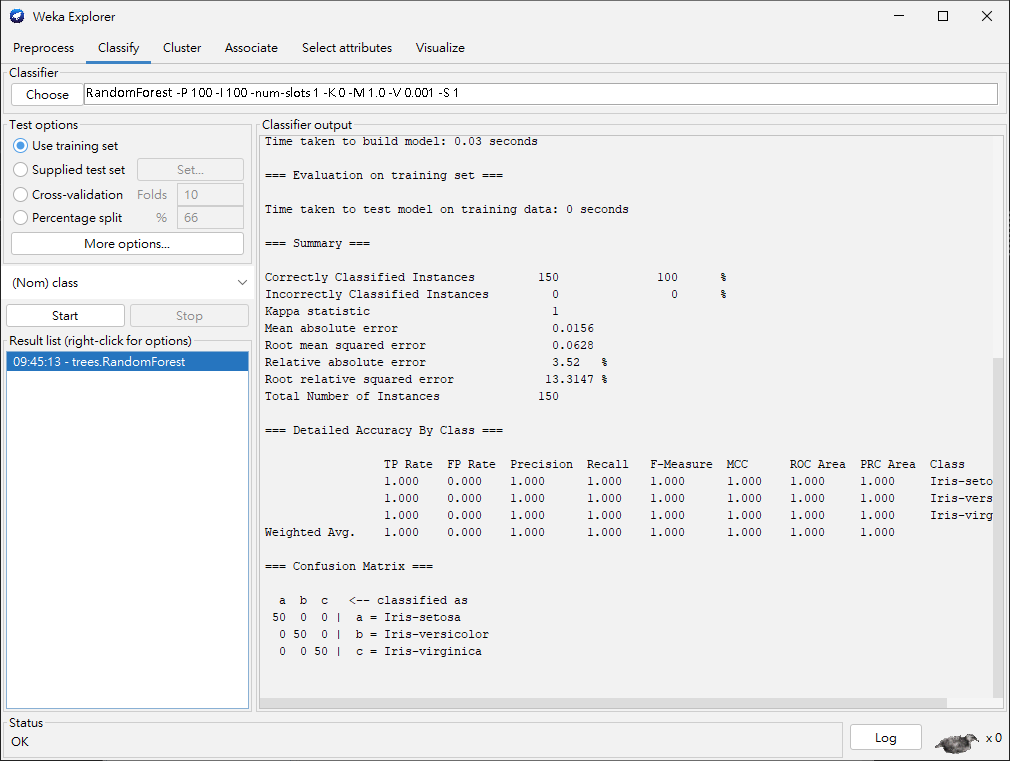 Weka Explorer
Preprocess Classify Cluster Associate Select attributes Visualize
Classifier
Choose RandomForest -P 100 -I 100 -num-slots 1 -K 0 -M 1.0 -V 0.001 -S 1
Test options
Use training set
Supplied test set Set...
Cross-validation Folds 10
Percentage split % 66
More options...
(Nom) class
Start Stop
Result list (right-click for options)
09:45:13 - trees.RandomForest
Classifier output
Time taken to build model: 0.03 seconds
=== Evaluation on training set ===
Time taken to test model on training data: 0 seconds
=== Summary ===
Correctly Classified Instances 150 100 %
Incorrectly Classified Instances 0 0 %
Kappa statistic 1
Mean absolute error 0.0156
Root mean squared error 0.0628
Relative absolute error 3.52 %
Root relative squared error 13.3147 %
Total Number of Instances 150
=== Detailed Accuracy By Class ===
TP Rate FP Rate Precision Recall F-Measure MCC ROC Area PRC Area Class
1.000 0.000 1.000 1.000 1.000 1.000 1.000 1.000 Iris-seto
1.000 0.000 1.000 1.000 1.000 1.000 1.000 1.000 Iris-vers
1.000 0.000 1.000 1.000 1.000 1.000 1.000 1.000 Iris-virg
Weighted Avg. 1.000 0.000 1.000 1.000 1.000 1.000 1.000 1.000
=== Confusion Matrix ===
a b c <-- classified as
50 0 0 | a = Iris-setosa
0 50 0 | b = Iris-versicolor
0 0 50 | c = Iris-virginica
Status
OK
Log x 0